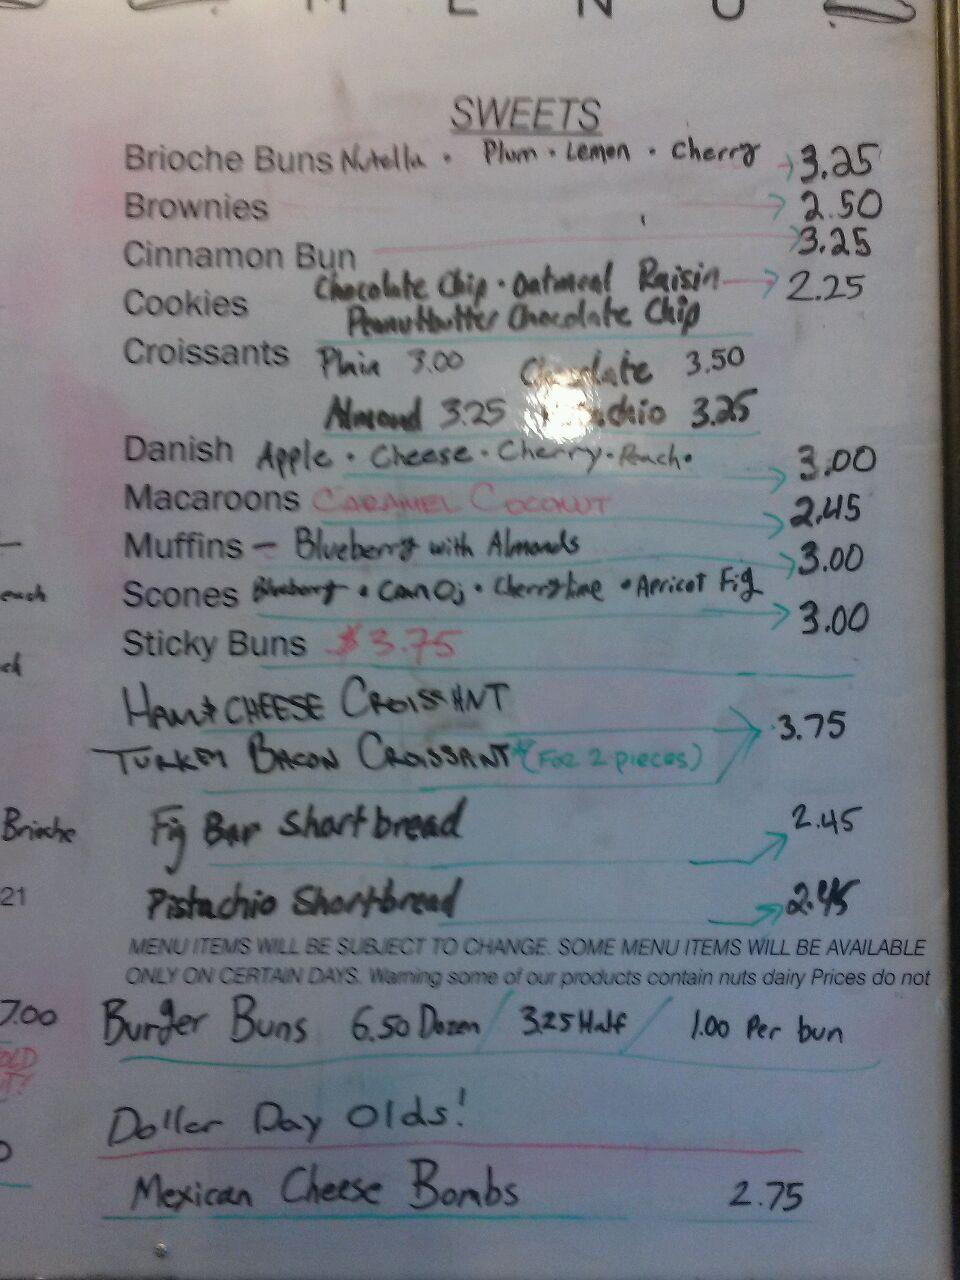 MENU
SWEETS
Brioche Buns Nutella · Plum · Lemon · Cherry → 3.25
Brownies → 2.50
Cinnamon Bun → 3.25
Cookies Chocolate Chip · Oatmeal Raisin → 2.25
Peanutbutter Chocolate Chip
Croissants Plain 3.00 Chocolate 3.50
Almond 3.25 Pistachio 3.25
Danish Apple · Cheese · Cherry · Peach · → 3.00
Macaroons CARAMEL COCONUT → 2.45
Muffins - Blueberry with Almonds → 3.00
Scones Blueberry · Cran Oj · Cherry lime · Apricot Fig → 3.00
Sticky Buns $3.75
HAM & CHEESE CROISSANT
→ 3.75
TURKEY BACON CROISSANT * (FOR 2 pieces)
Fig Bar Shortbread → 2.45
Brioche
Pistachio Shortbread → 2.45
21
MENU ITEMS WILL BE SUBJECT TO CHANGE. SOME MENU ITEMS WILL BE AVAILABLE
ONLY ON CERTAIN DAYS. Warning some of our products contain nuts dairy Prices do not
7.00 Burger Buns 6.50 Dozen / 3.25 Half / 1.00 Per bun
Dollar Day Olds!
Mexican Cheese Bombs 2.75